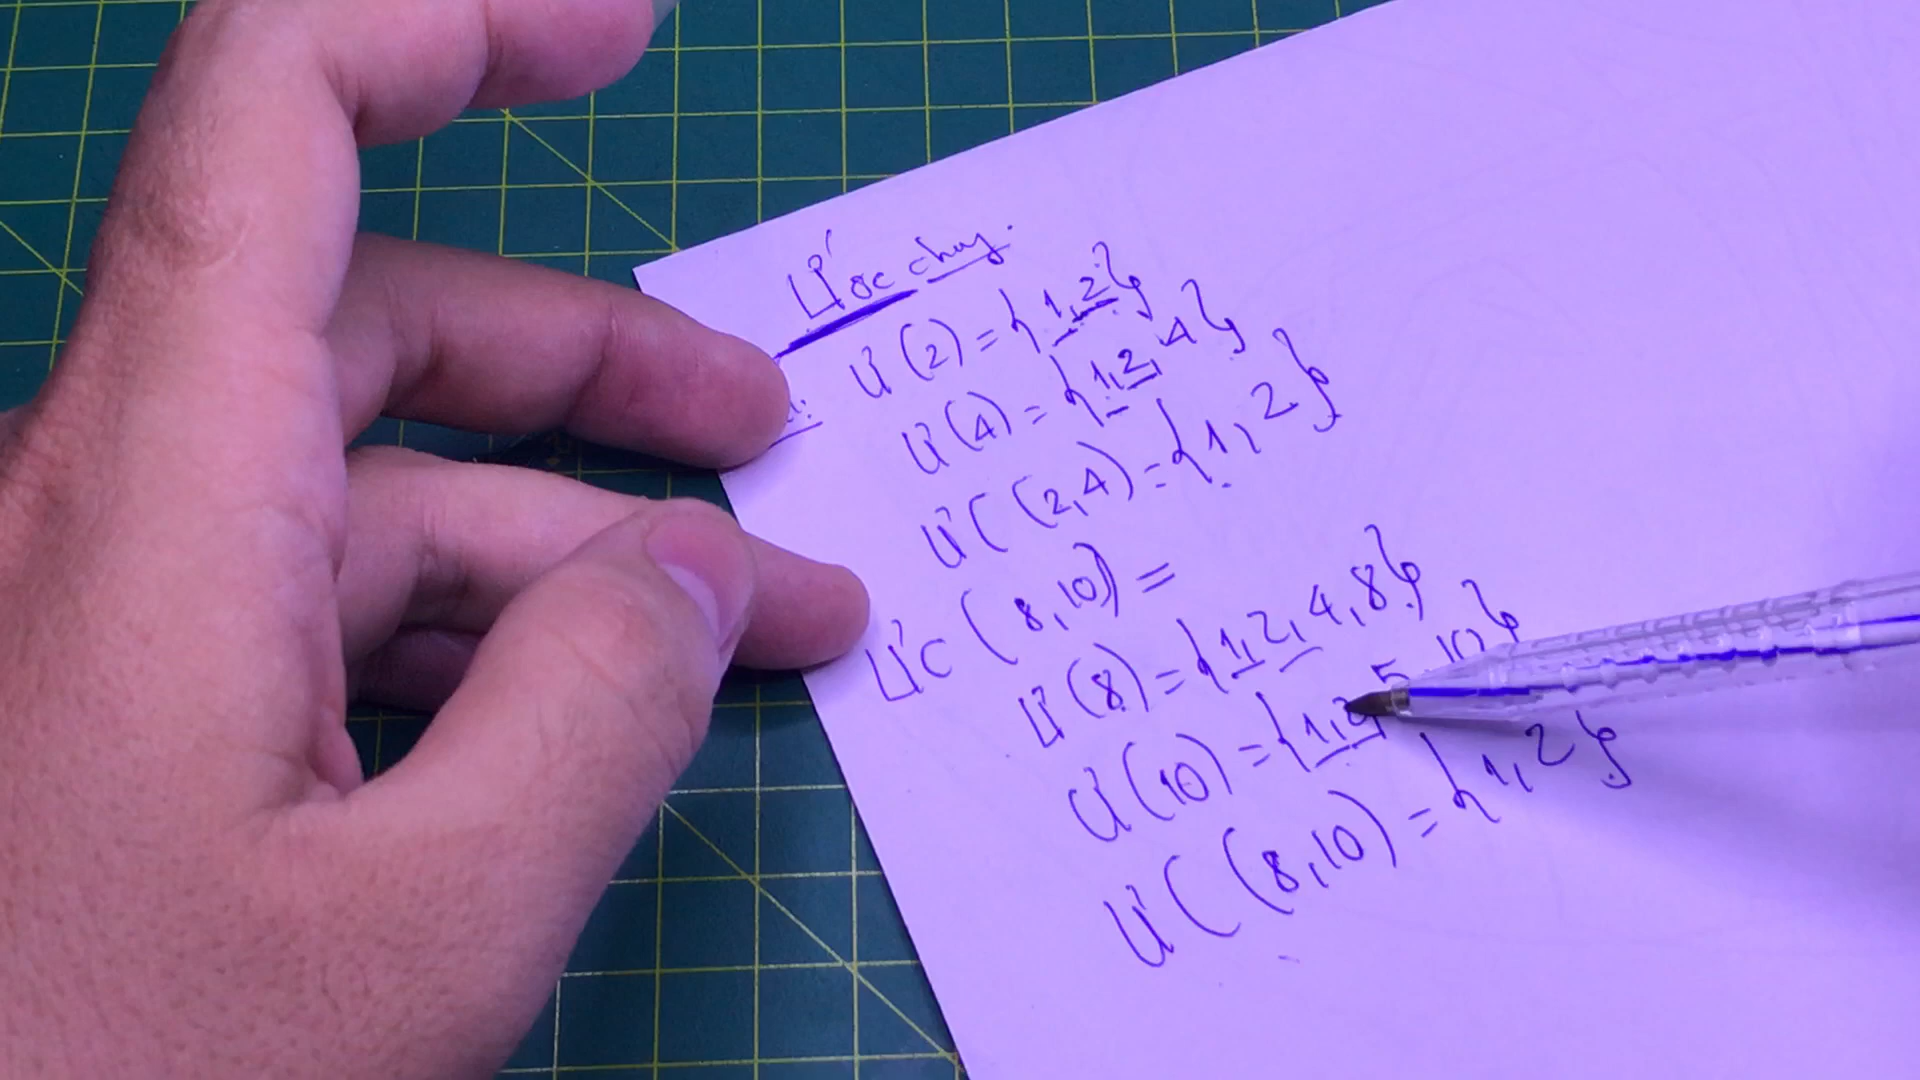 Ước chung.
Ư(2) = {1, 2}
Ư(4) = {1, 2, 4}
ƯC(2, 4) = {1, 2}
ƯC(8, 10) =
Ư(8) = {1, 2, 4, 8}
Ư(10) = {1, 2, 5, 10}
ƯC(8, 10) = {1, 2}